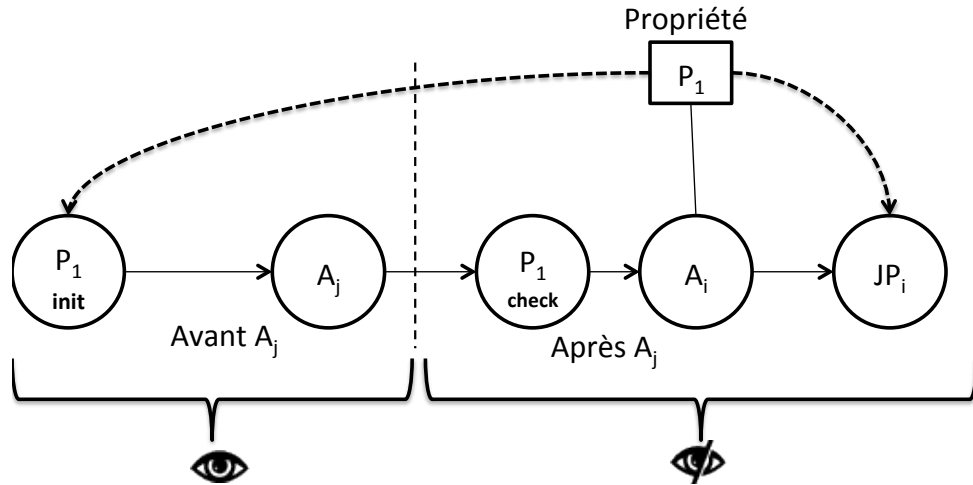 Propriété
P₁
P₁
init
Aⱼ
P₁
check
Aᵢ
JPᵢ
Avant Aⱼ
Après Aⱼ